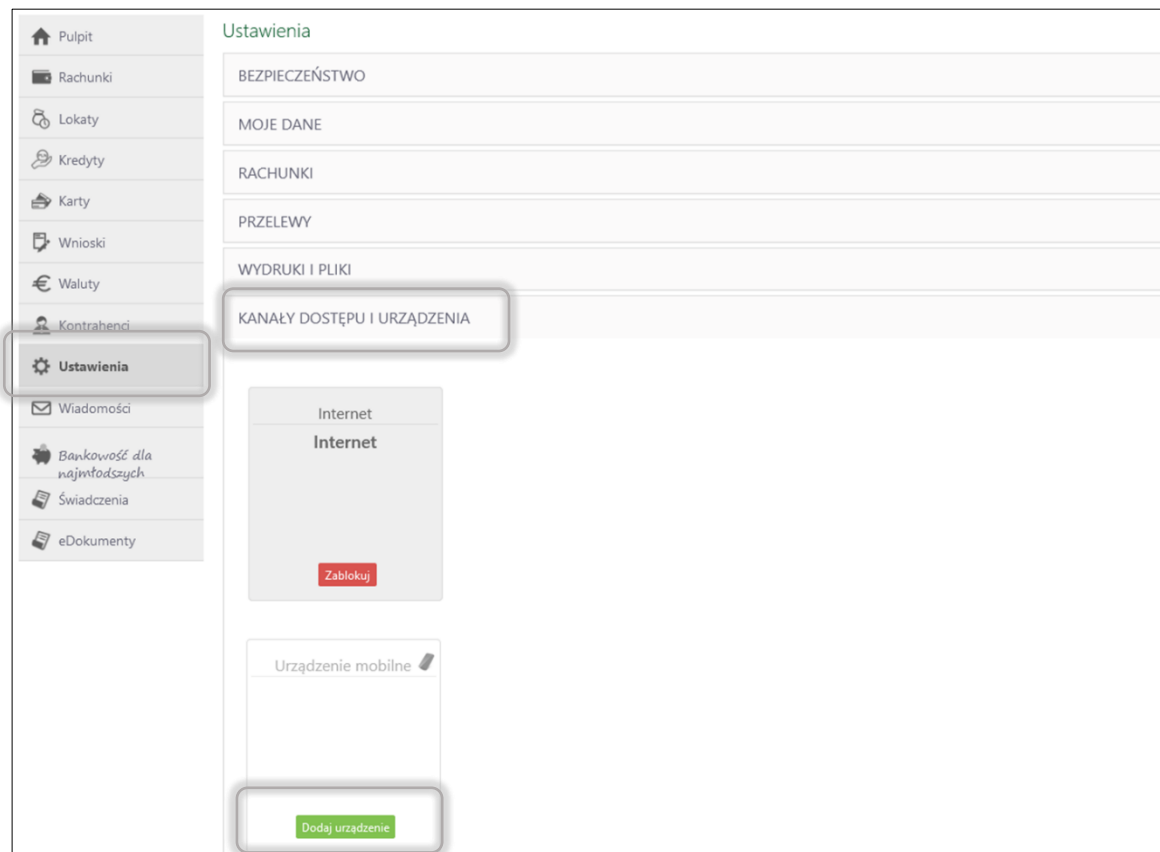 Pulpit
Rachunki
Lokaty
Kredyty
Karty
Wnioski
Waluty
Kontrahenci
Ustawienia
Wiadomości
Bankowość dla
najmłodszych
Świadczenia
eDokumenty
Ustawienia
BEZPIECZEŃSTWO
MOJE DANE
RACHUNKI
PRZELEWY
WYDRUKI I PLIKI
KANAŁY DOSTĘPU I URZĄDZENIA
Internet
Internet
Zablokuj
Urządzenie mobilne
Dodaj urządzenie